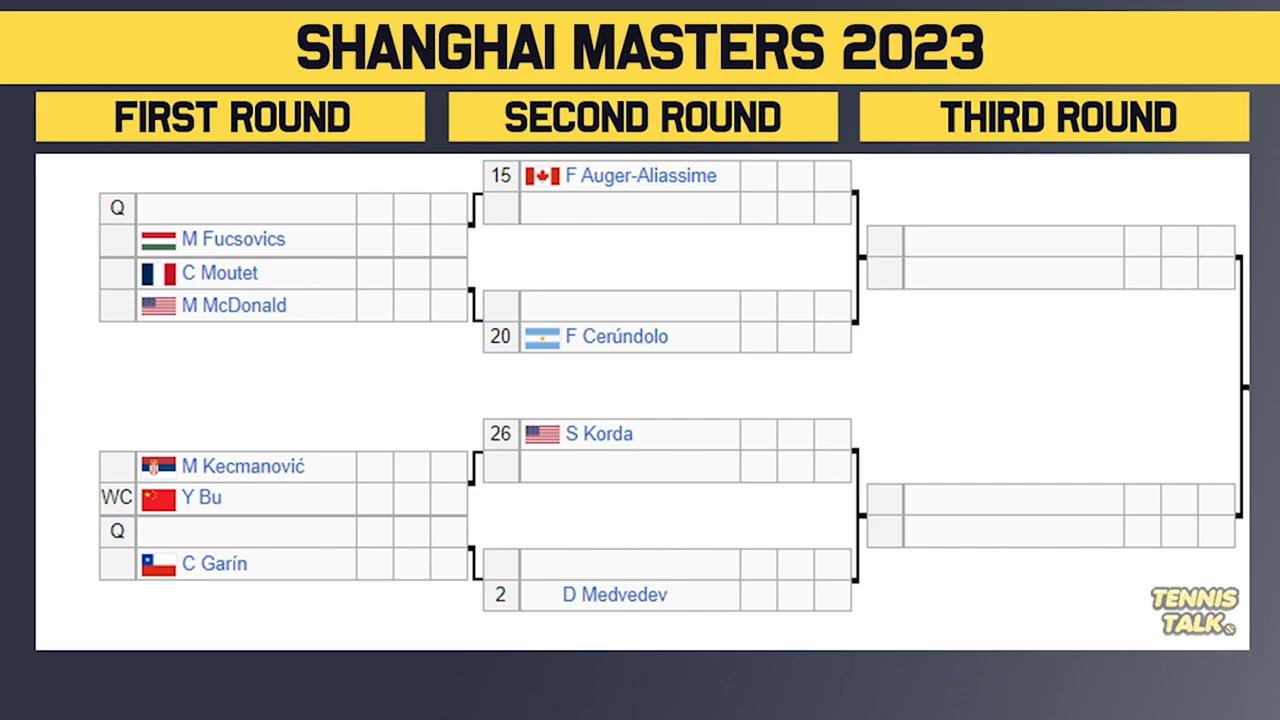 SHANGHAI MASTERS 2023
FIRST ROUND
SECOND ROUND
THIRD ROUND
15 F Auger-Aliassime
Q
M Fucsovics
C Moutet
M McDonald
20 F Cerúndolo
26 S Korda
M Kecmanović
WC Y Bu
Q
C Garín
2 D Medvedev
TENNIS
TALK